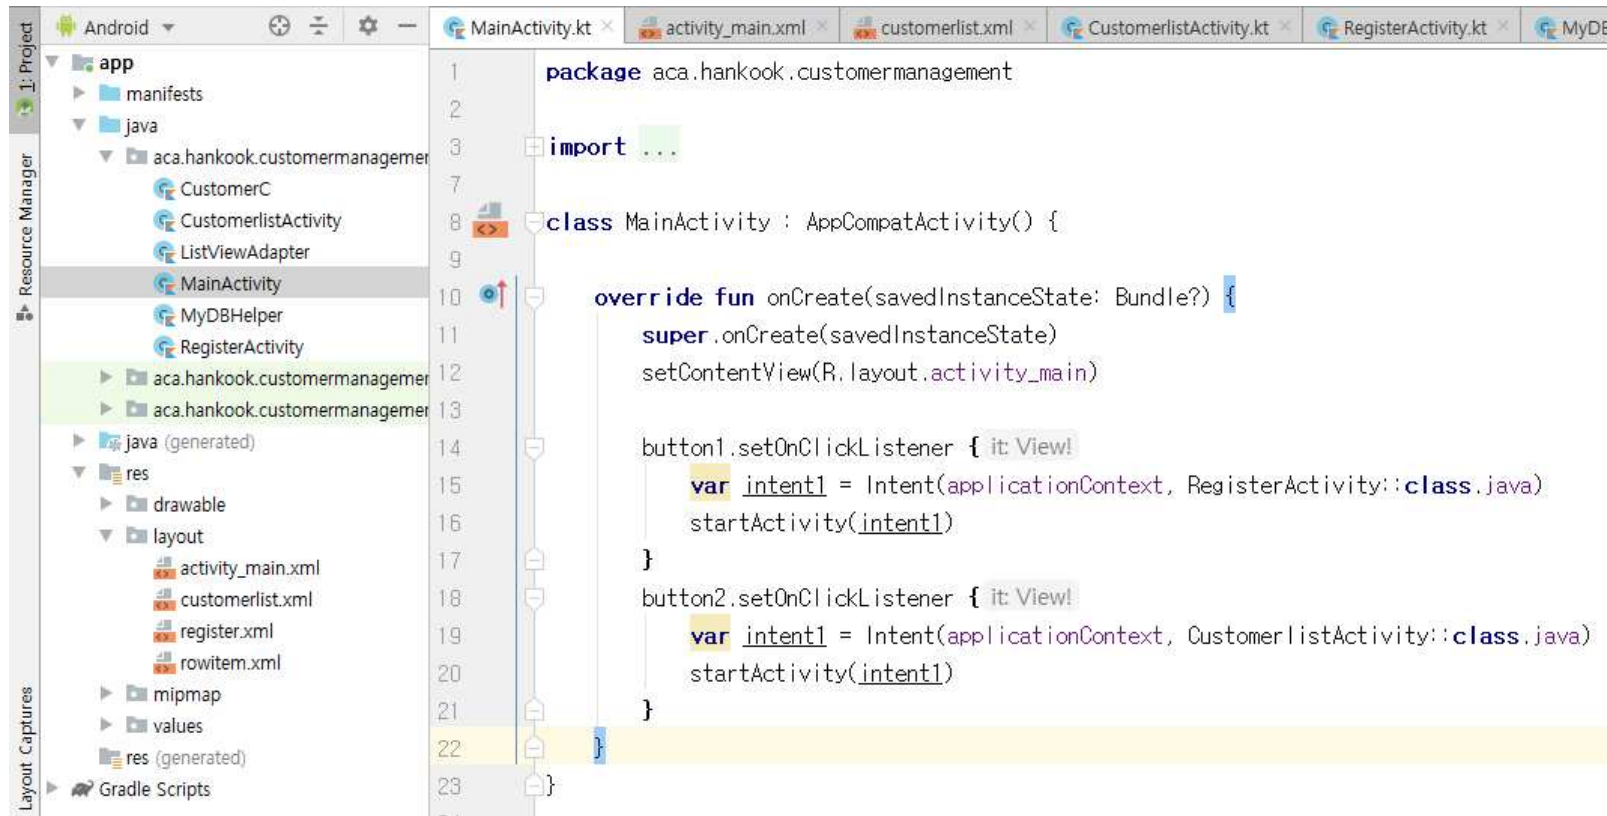 Android
MainActivity.kt
activity_main.xml
customerlist.xml
CustomerlistActivity.kt
RegisterActivity.kt
MyDB
1: Project
Resource Manager
Layout Captures
app
manifests
java
aca.hankook.customermanagemer
CustomerC
CustomerlistActivity
ListViewAdapter
MainActivity
MyDBHelper
RegisterActivity
aca.hankook.customermanagemer
aca.hankook.customermanagemer
java (generated)
res
drawable
layout
activity_main.xml
customerlist.xml
register.xml
rowitem.xml
mipmap
values
res (generated)
Gradle Scripts
1 package aca.hankook.customermanagement
2
3 import ...
7
8 class MainActivity : AppCompatActivity() {
9
10 override fun onCreate(savedInstanceState: Bundle?) {
11 super.onCreate(savedInstanceState)
12 setContentView(R.layout.activity_main)
13
14 button1.setOnClickListener { it: View!
15 var intent1 = Intent(applicationContext, RegisterActivity::class.java)
16 startActivity(intent1)
17 }
18 button2.setOnClickListener { it: View!
19 var intent1 = Intent(applicationContext, CustomerlistActivity::class.java)
20 startActivity(intent1)
21 }
22 }
23 }